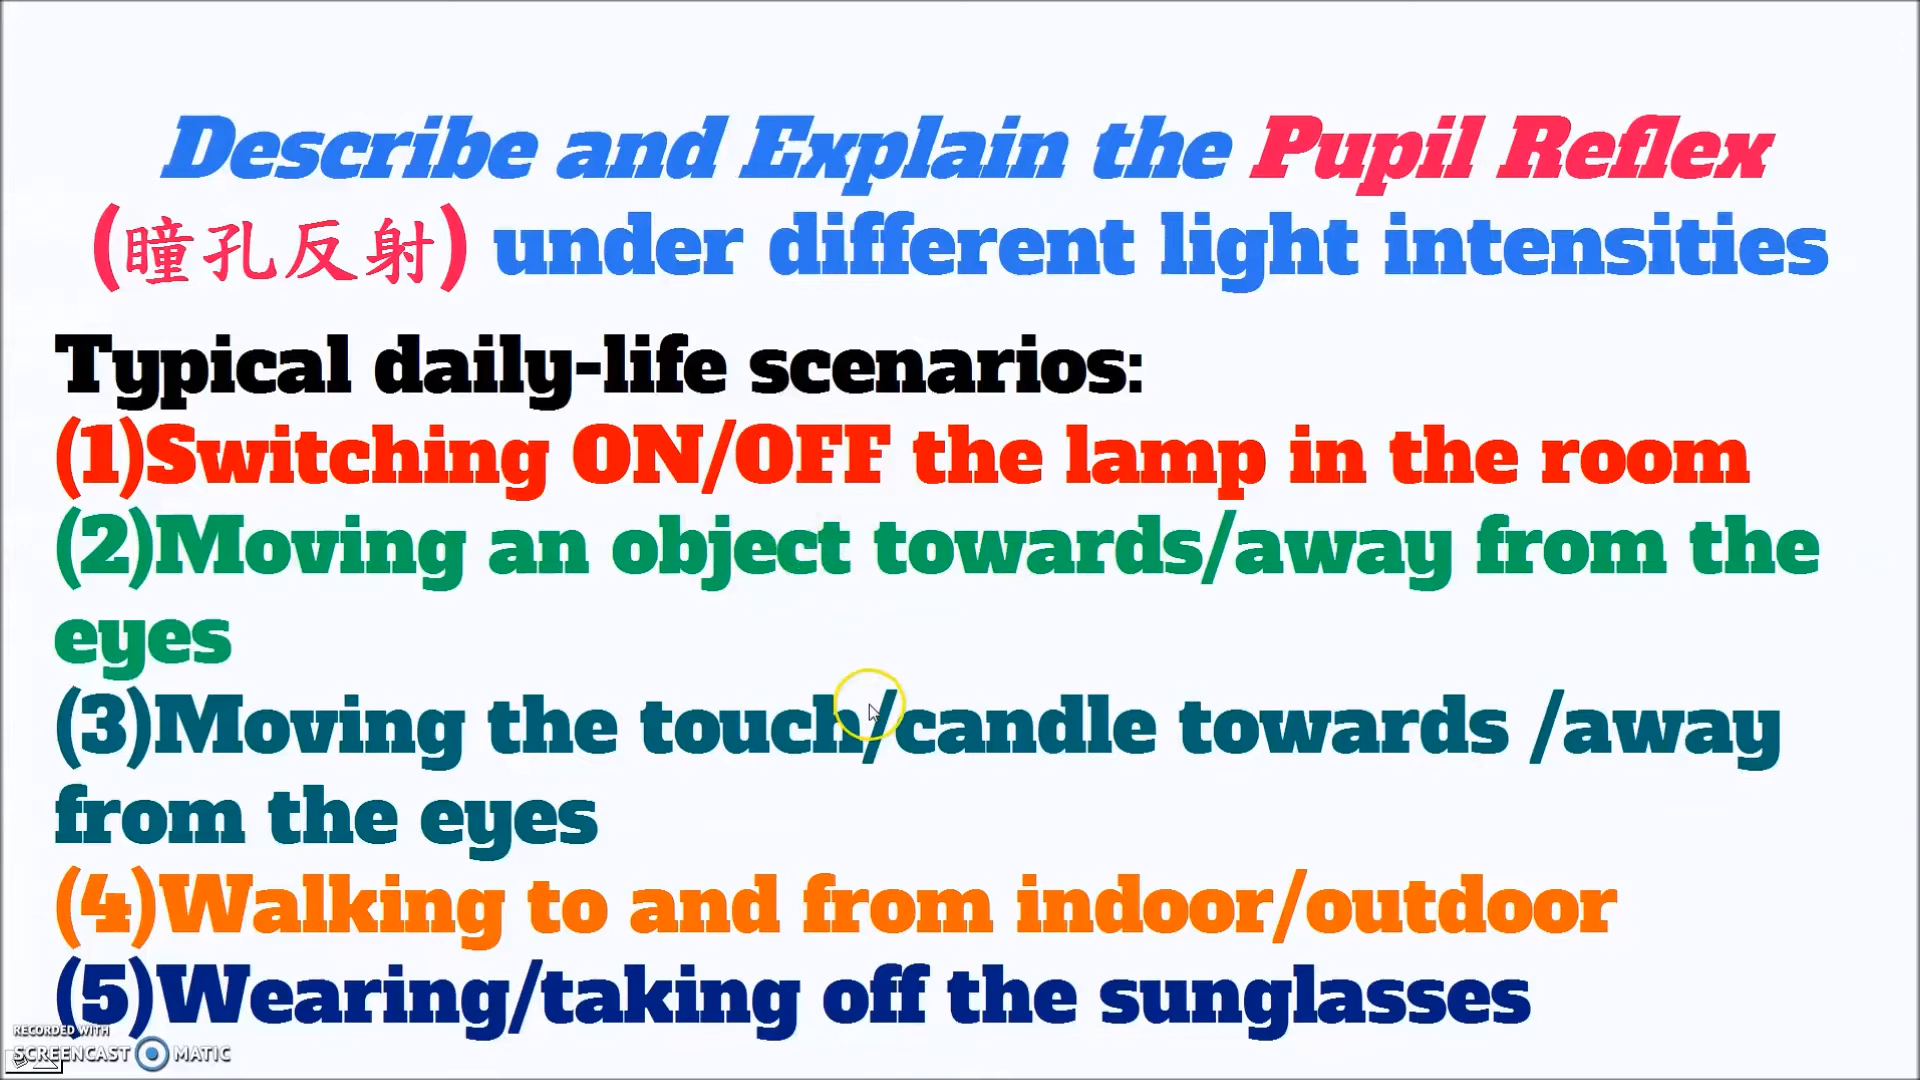 Describe and Explain the Pupil Reflex
(瞳孔反射) under different light intensities
Typical daily-life scenarios:
(1)Switching ON/OFF the lamp in the room
(2)Moving an object towards/away from the
eyes
(3)Moving the touch/candle towards /away
from the eyes
(4)Walking to and from indoor/outdoor
(5)Wearing/taking off the sunglasses
RECORDED WITH
SCREENCAST MATIC